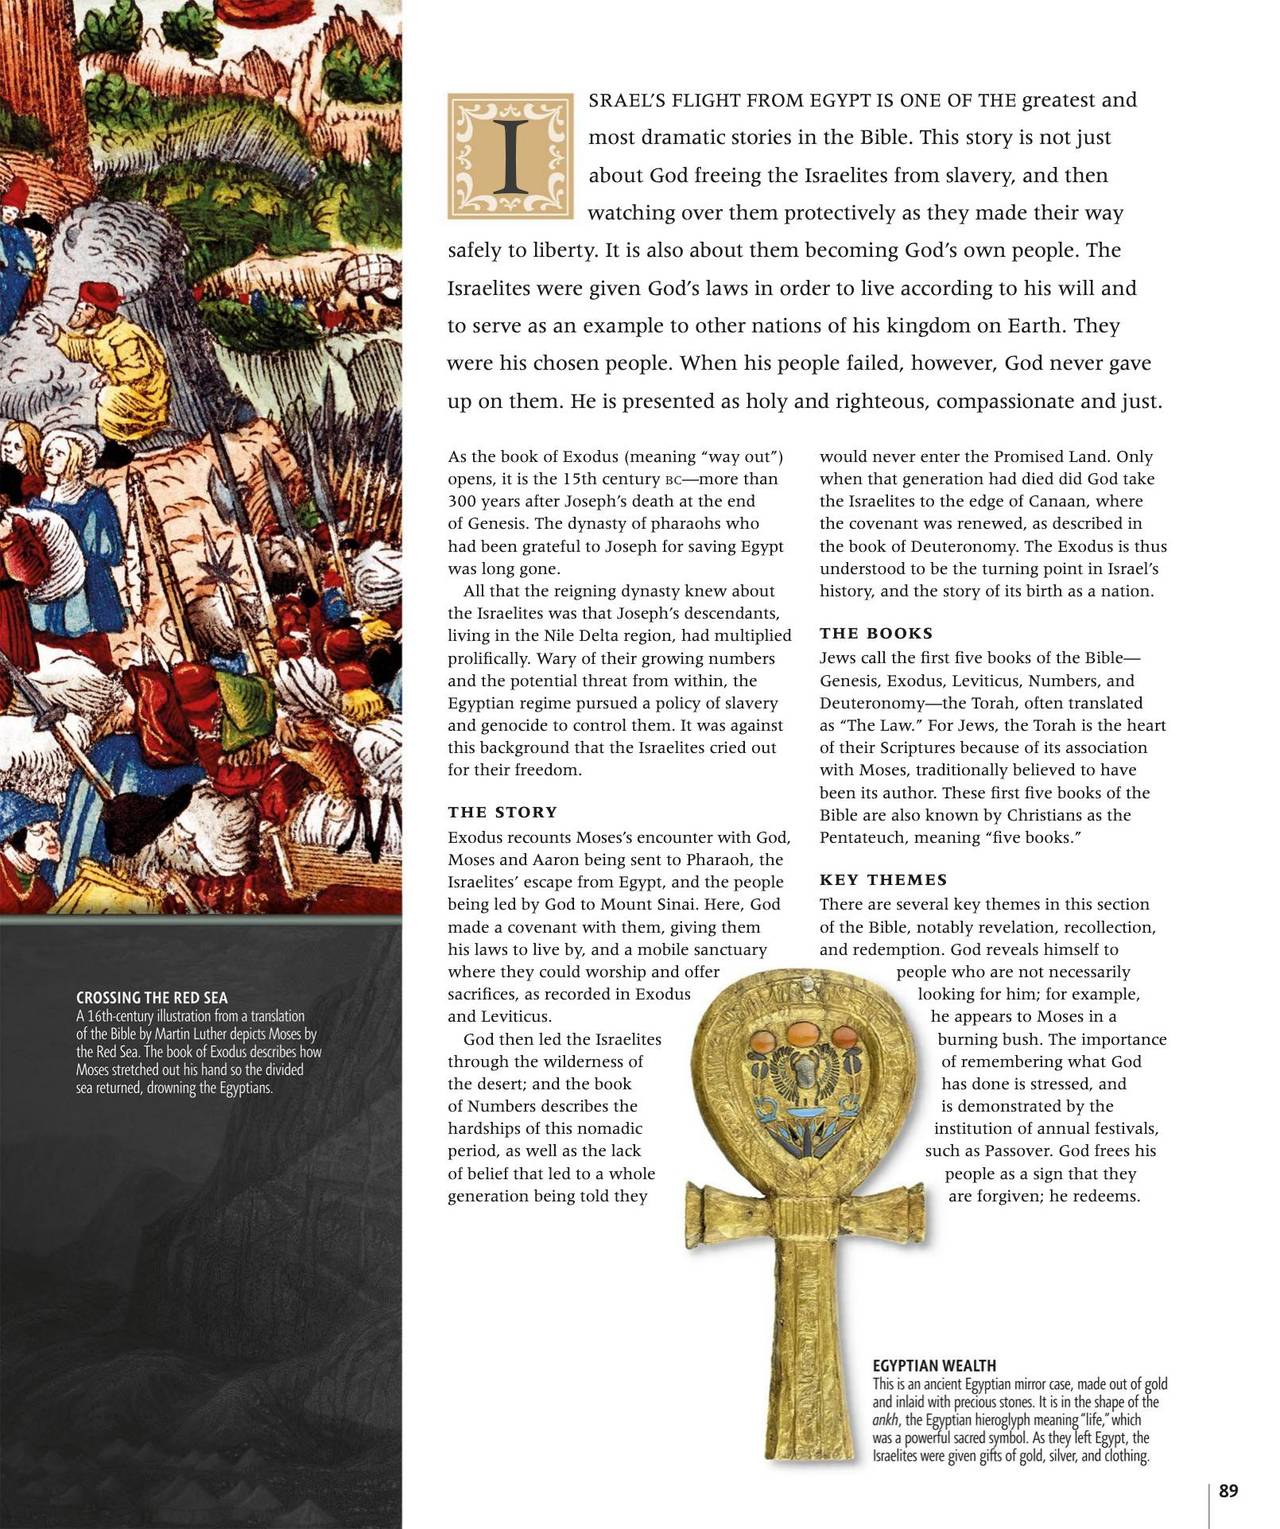 ISRAEL'S FLIGHT FROM EGYPT IS ONE OF THE greatest and
most dramatic stories in the Bible. This story is not just
about God freeing the Israelites from slavery, and then
watching over them protectively as they made their way
safely to liberty. It is also about them becoming God's own people. The
Israelites were given God's laws in order to live according to his will and
to serve as an example to other nations of his kingdom on Earth. They
were his chosen people. When his people failed, however, God never gave
up on them. He is presented as holy and righteous, compassionate and just.
As the book of Exodus (meaning “way out”)
opens, it is the 15th century BC—more than
300 years after Joseph's death at the end
of Genesis. The dynasty of pharaohs who
had been grateful to Joseph for saving Egypt
was long gone.
All that the reigning dynasty knew about
the Israelites was that Joseph's descendants,
living in the Nile Delta region, had multiplied
prolifically. Wary of their growing numbers
and the potential threat from within, the
Egyptian regime pursued a policy of slavery
and genocide to control them. It was against
this background that the Israelites cried out
for their freedom.
THE STORY
Exodus recounts Moses's encounter with God,
Moses and Aaron being sent to Pharaoh, the
Israelites' escape from Egypt, and the people
being led by God to Mount Sinai. Here, God
made a covenant with them, giving them
his laws to live by, and a mobile sanctuary
where they could worship and offer
sacrifices, as recorded in Exodus
and Leviticus.
God then led the Israelites
through the wilderness of
the desert; and the book
of Numbers describes the
hardships of this nomadic
period, as well as the lack
of belief that led to a whole
generation being told they
would never enter the Promised Land. Only
when that generation had died did God take
the Israelites to the edge of Canaan, where
the covenant was renewed, as described in
the book of Deuteronomy. The Exodus is thus
understood to be the turning point in Israel's
history, and the story of its birth as a nation.
THE BOOKS
Jews call the first five books of the Bible—
Genesis, Exodus, Leviticus, Numbers, and
Deuteronomy—the Torah, often translated
as “The Law.” For Jews, the Torah is the heart
of their Scriptures because of its association
with Moses, traditionally believed to have
been its author. These first five books of the
Bible are also known by Christians as the
Pentateuch, meaning “five books.”
KEY THEMES
There are several key themes in this section
of the Bible, notably revelation, recollection,
and redemption. God reveals himself to
people who are not necessarily
looking for him; for example,
he appears to Moses in a
burning bush. The importance
of remembering what God
has done is stressed, and
is demonstrated by the
institution of annual festivals,
such as Passover. God frees his
people as a sign that they
are forgiven; he redeems.
CROSSING THE RED SEA
A 16th-century illustration from a translation
of the Bible by Martin Luther depicts Moses by
the Red Sea. The book of Exodus describes how
Moses stretched out his hand so the divided
sea returned, drowning the Egyptians.
EGYPTIAN WEALTH
This is an ancient Egyptian mirror case, made out of gold
and inlaid with precious stones. It is in the shape of the
ankh, the Egyptian hieroglyph meaning “life,” which
was a powerful sacred symbol. As they left Egypt, the
Israelites were given gifts of gold, silver, and clothing.
89